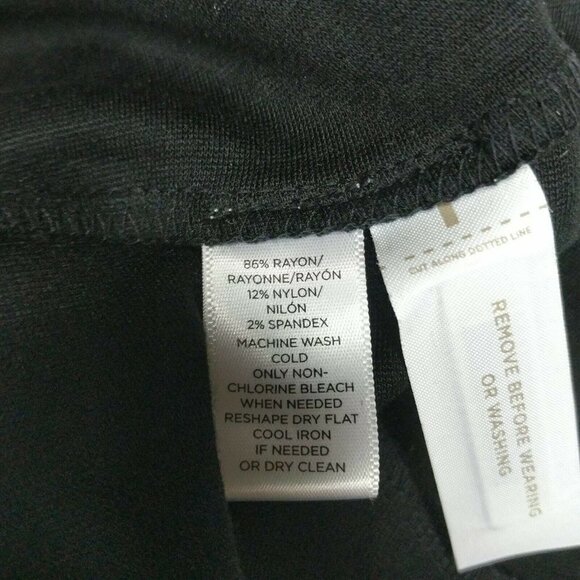 86% RAYON/
RAYONNE/RAYÓN
12% NYLON/
NILÓN
2% SPANDEX
MACHINE WASH
COLD
ONLY NON-
CHLORINE BLEACH
WHEN NEEDED
RESHAPE DRY FLAT
COOL IRON
IF NEEDED
OR DRY CLEAN
CUT ALONG DOTTED LINE
REMOVE BEFORE WEARING
OR WASHING